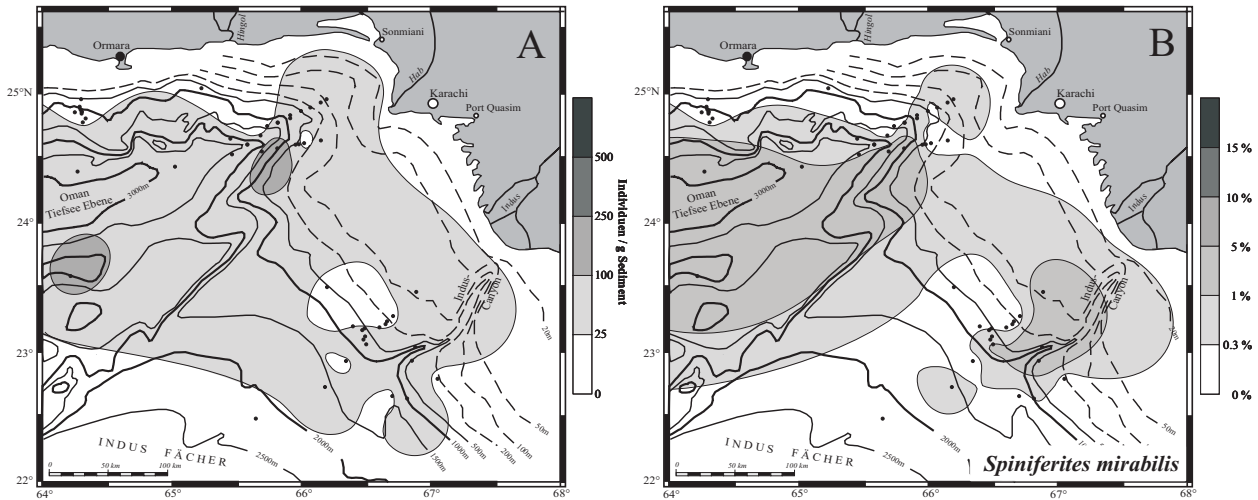 A
Ormara
Hingol
Sonmiani
Hab
Karachi
Port Quasim
Indus
Oman
Tiefsee Ebene
3000m
Indus-
Canyon
20m
50m
100m
200m
500m
1000m
1500m
2000m
2500m
INDUS FÄCHER
0 50 km 100 km
25°N
24°
23°
22°
64° 65° 66° 67° 68°
500
250
100
25
0
Individuen / g Sediment
B
Ormara
Hingol
Sonmiani
Hab
Karachi
Port Quasim
Indus
Oman
Tiefsee Ebene
3000m
Indus-
Canyon
20m
50m
100m
200m
500m
2000m
2500m
INDUS FÄCHER
0 50 km 100 km
Spiniferites mirabilis
25°N
24°
23°
22°
64° 65° 66° 67° 68°
15 %
10 %
5 %
1 %
0.3 %
0 %